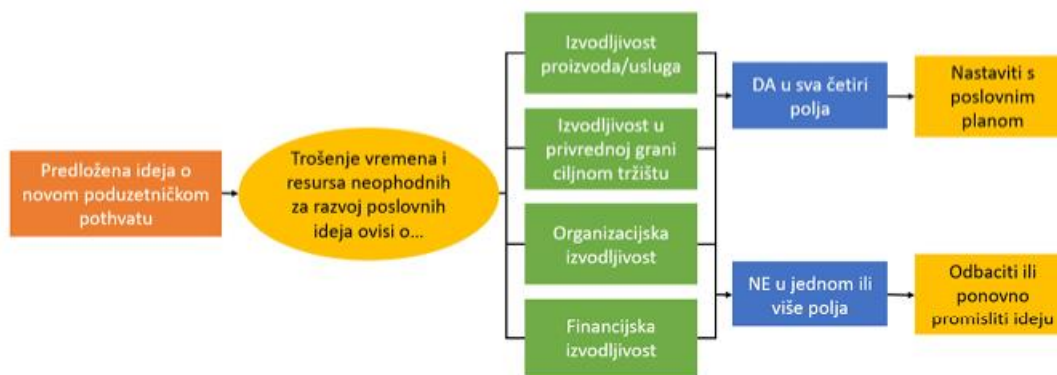 Predložena ideja o
novom poduzetničkom
pothvatu
Trošenje vremena i
resursa neophodnih
za razvoj poslovnih
ideja ovisi o...
Izvodljivost
proizvoda/usluga
Izvodljivost u
privrednoj grani
ciljnom tržištu
Organizacijska
izvodljivost
Financijska
izvodljivost
DA u sva četiri
polja
Nastaviti s
poslovnim
planom
NE u jednom ili
više polja
Odbaciti ili
ponovno
promisliti ideju